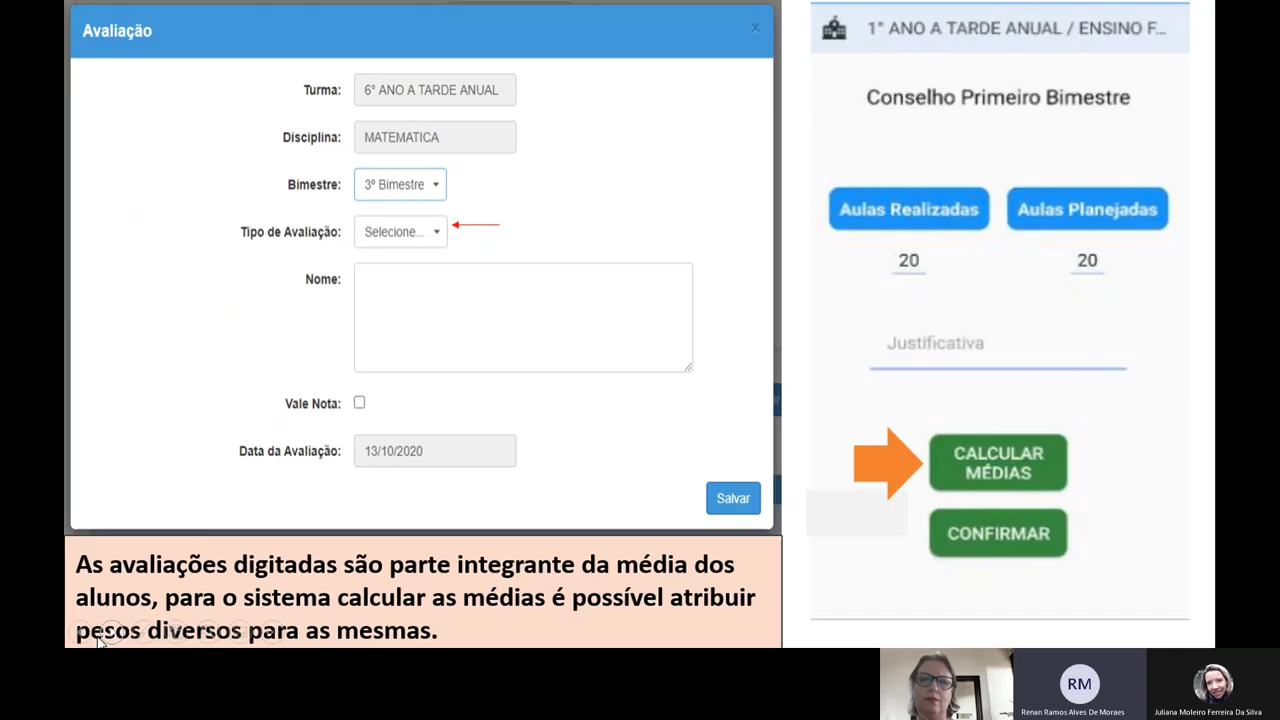 Avaliação
×
Turma: 6° ANO A TARDE ANUAL
Disciplina: MATEMATICA
Bimestre: 3º Bimestre
Tipo de Avaliação: Selecione...
Nome:
Vale Nota:
Data da Avaliação: 13/10/2020
Salvar
As avaliações digitadas são parte integrante da média dos
alunos, para o sistema calcular as médias é possível atribuir
pesos diversos para as mesmas.
1° ANO A TARDE ANUAL / ENSINO F...
Conselho Primeiro Bimestre
Aulas Realizadas Aulas Planejadas
20 20
Justificativa
CALCULAR
MÉDIAS
CONFIRMAR
RM
Renan Ramos Alves De Moraes
Juliana Moleiro Ferreira Da Silva